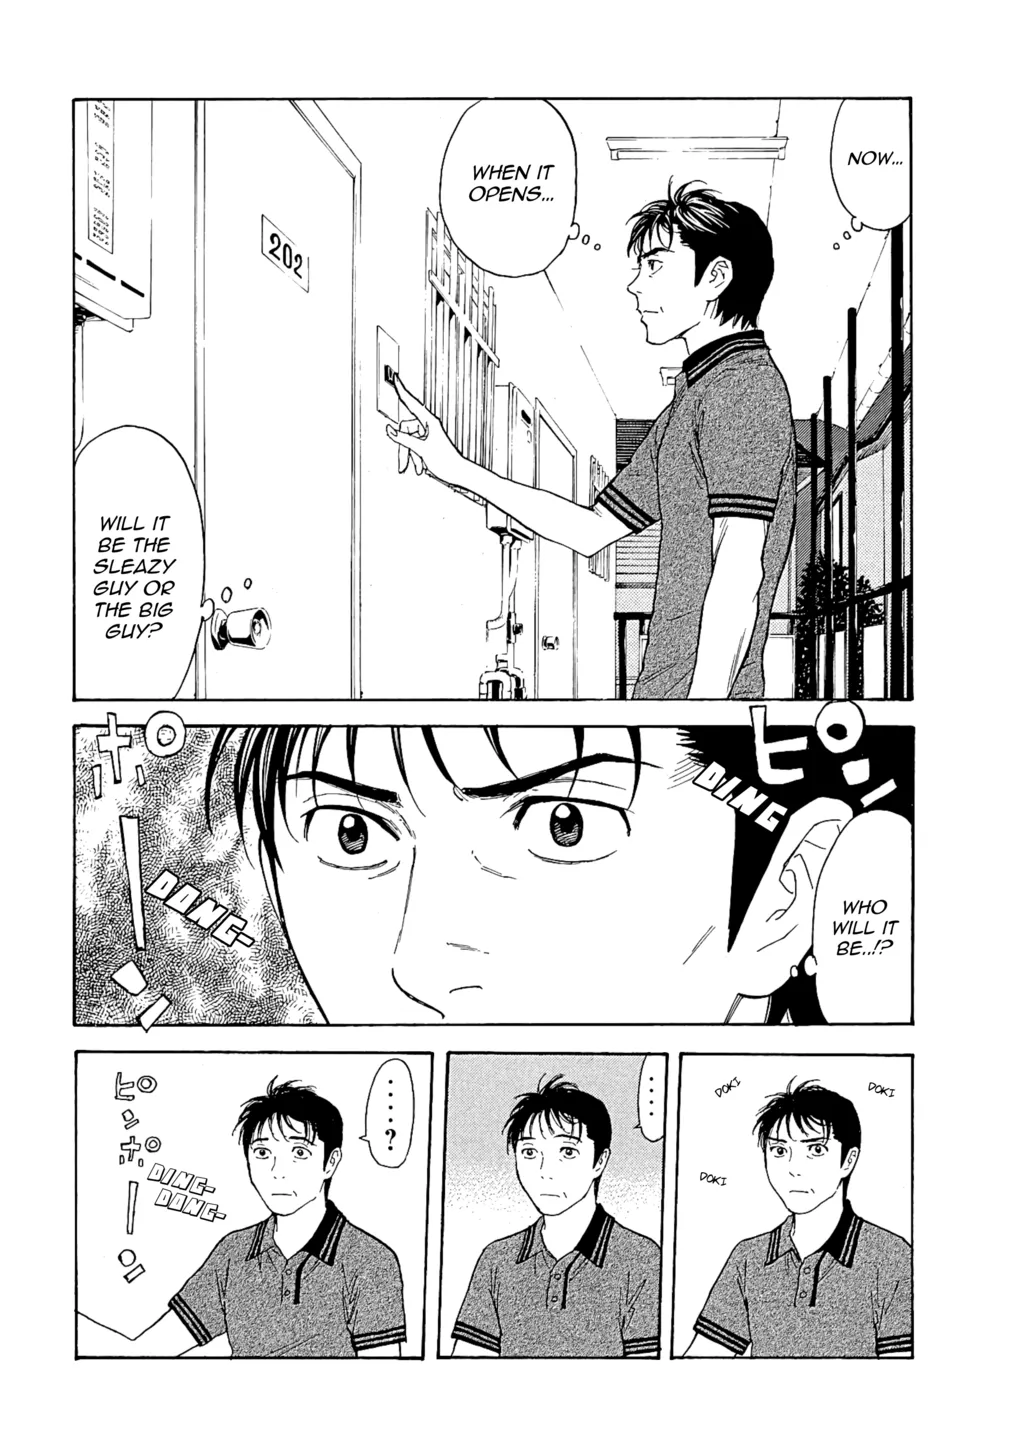 NOW...
WHEN IT
OPENS...
202
WILL IT
BE THE
SLEAZY
GUY OR
THE BIG
GUY?
ピン
DING
ポーン
DONG-
WHO
WILL IT
BE..!?
DOKI
DOKI
DOKI
.....
.....?
ピンポーン
DING-
DONG-